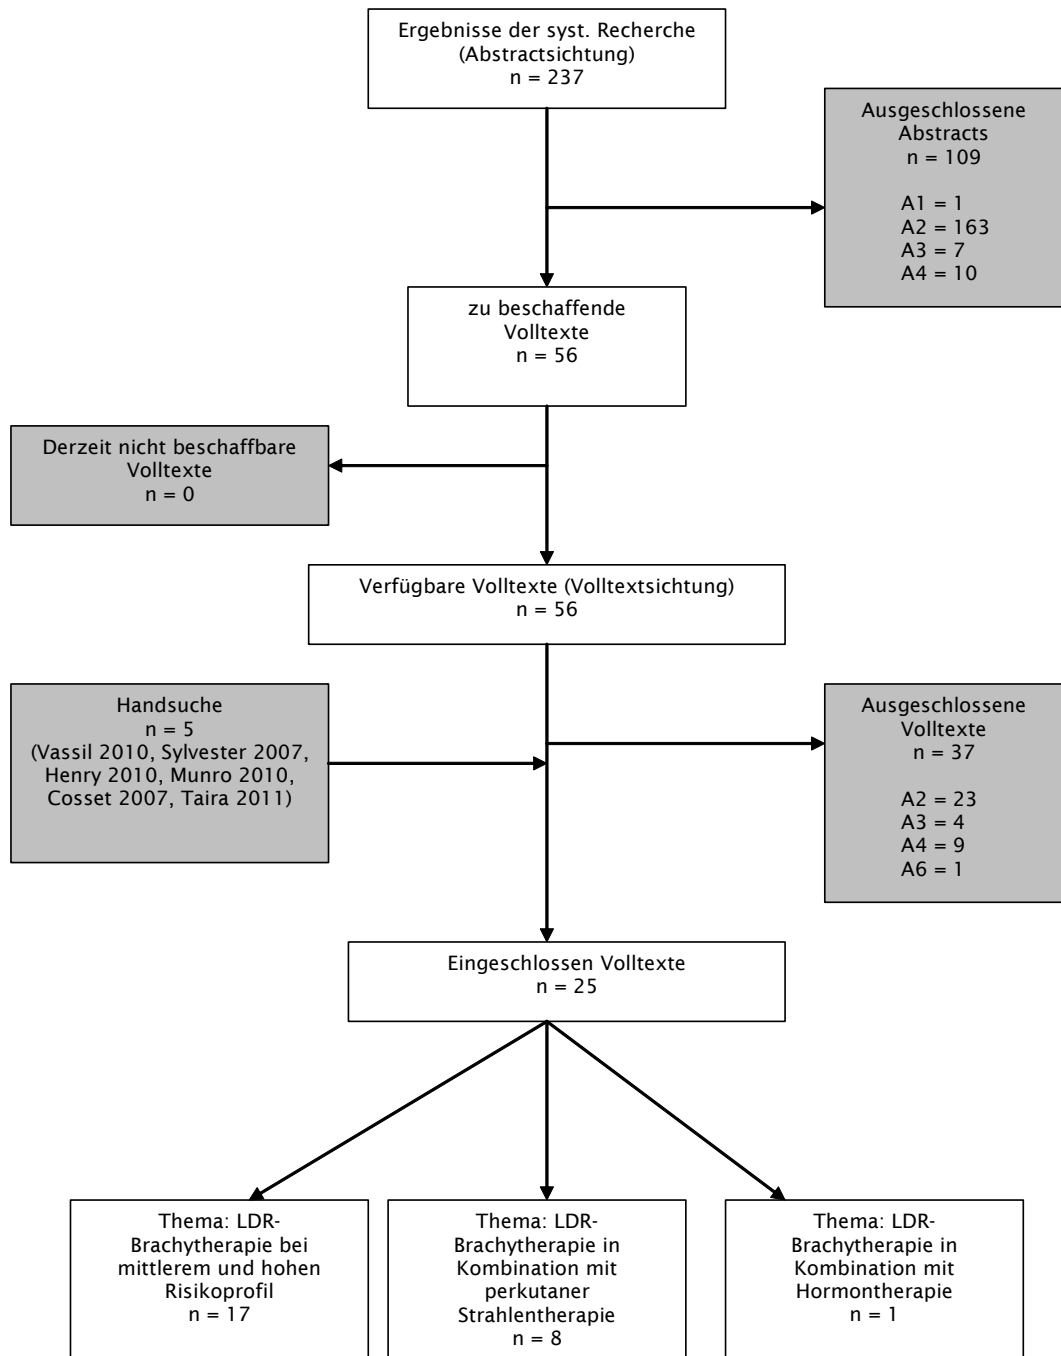 Ergebnisse der syst. Recherche
(Abstractsichtung)
n = 237
Ausgeschlossene
Abstracts
n = 109
A1 = 1
A2 = 163
A3 = 7
A4 = 10
zu beschaffende
Volltexte
n = 56
Derzeit nicht beschaffbare
Volltexte
n = 0
Verfügbare Volltexte (Volltextsichtung)
n = 56
Handsuche
n = 5
(Vassil 2010, Sylvester 2007,
Henry 2010, Munro 2010,
Cosset 2007, Taira 2011)
Ausgeschlossene
Volltexte
n = 37
A2 = 23
A3 = 4
A4 = 9
A6 = 1
Eingeschlossen Volltexte
n = 25
Thema: LDR-
Brachytherapie bei
mittlerem und hohen
Risikoprofil
n = 17
Thema: LDR-
Brachytherapie in
Kombination mit
perkutaner
Strahlentherapie
n = 8
Thema: LDR-
Brachytherapie in
Kombination mit
Hormontherapie
n = 1